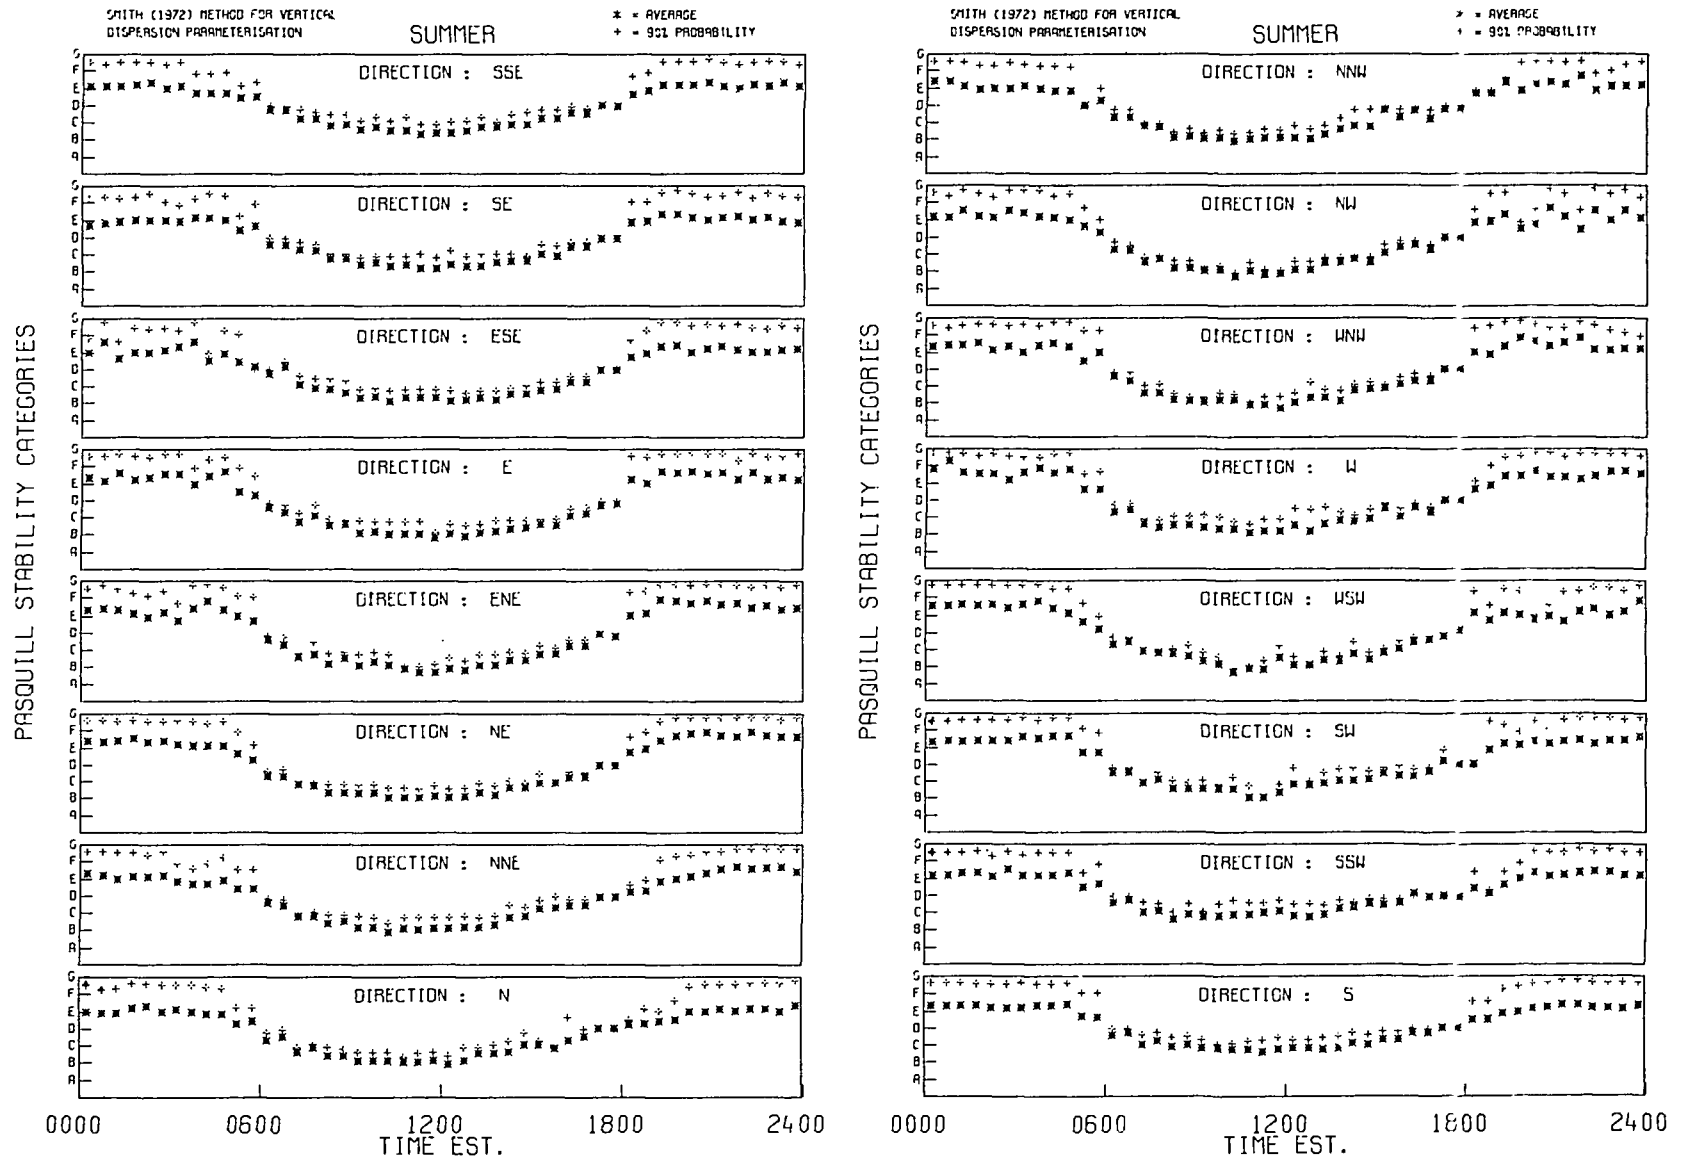 SMITH (1972) METHOD FOR VERTICAL
DISPERSION PARAMETERISATION
SUMMER
* = AVERAGE
+ = 90% PROBABILITY
PASQUILL STABILITY CATEGORIES
G
F
E
D
C
B
A
DIRECTION : SSE
G
F
E
D
C
B
A
DIRECTION : SE
G
F
E
D
C
B
A
DIRECTION : ESE
G
F
E
D
C
B
A
DIRECTION : E
G
F
E
D
C
B
A
DIRECTION : ENE
G
F
E
D
C
B
A
DIRECTION : NE
G
F
E
D
C
B
A
DIRECTION : NNE
G
F
E
D
C
B
A
DIRECTION : N
0000 0600 1200 1800 2400
TIME EST.
SMITH (1972) METHOD FOR VERTICAL
DISPERSION PARAMETERISATION
SUMMER
* = AVERAGE
+ = 90% PROBABILITY
PASQUILL STABILITY CATEGORIES
G
F
E
D
C
B
A
DIRECTION : NNW
G
F
E
D
C
B
A
DIRECTION : NW
G
F
E
D
C
B
A
DIRECTION : WNW
G
F
E
D
C
B
A
DIRECTION : W
G
F
E
D
C
B
A
DIRECTION : WSW
G
F
E
D
C
B
A
DIRECTION : SW
G
F
E
D
C
B
A
DIRECTION : SSW
G
F
E
D
C
B
A
DIRECTION : S
0000 0600 1200 1800 2400
TIME EST.